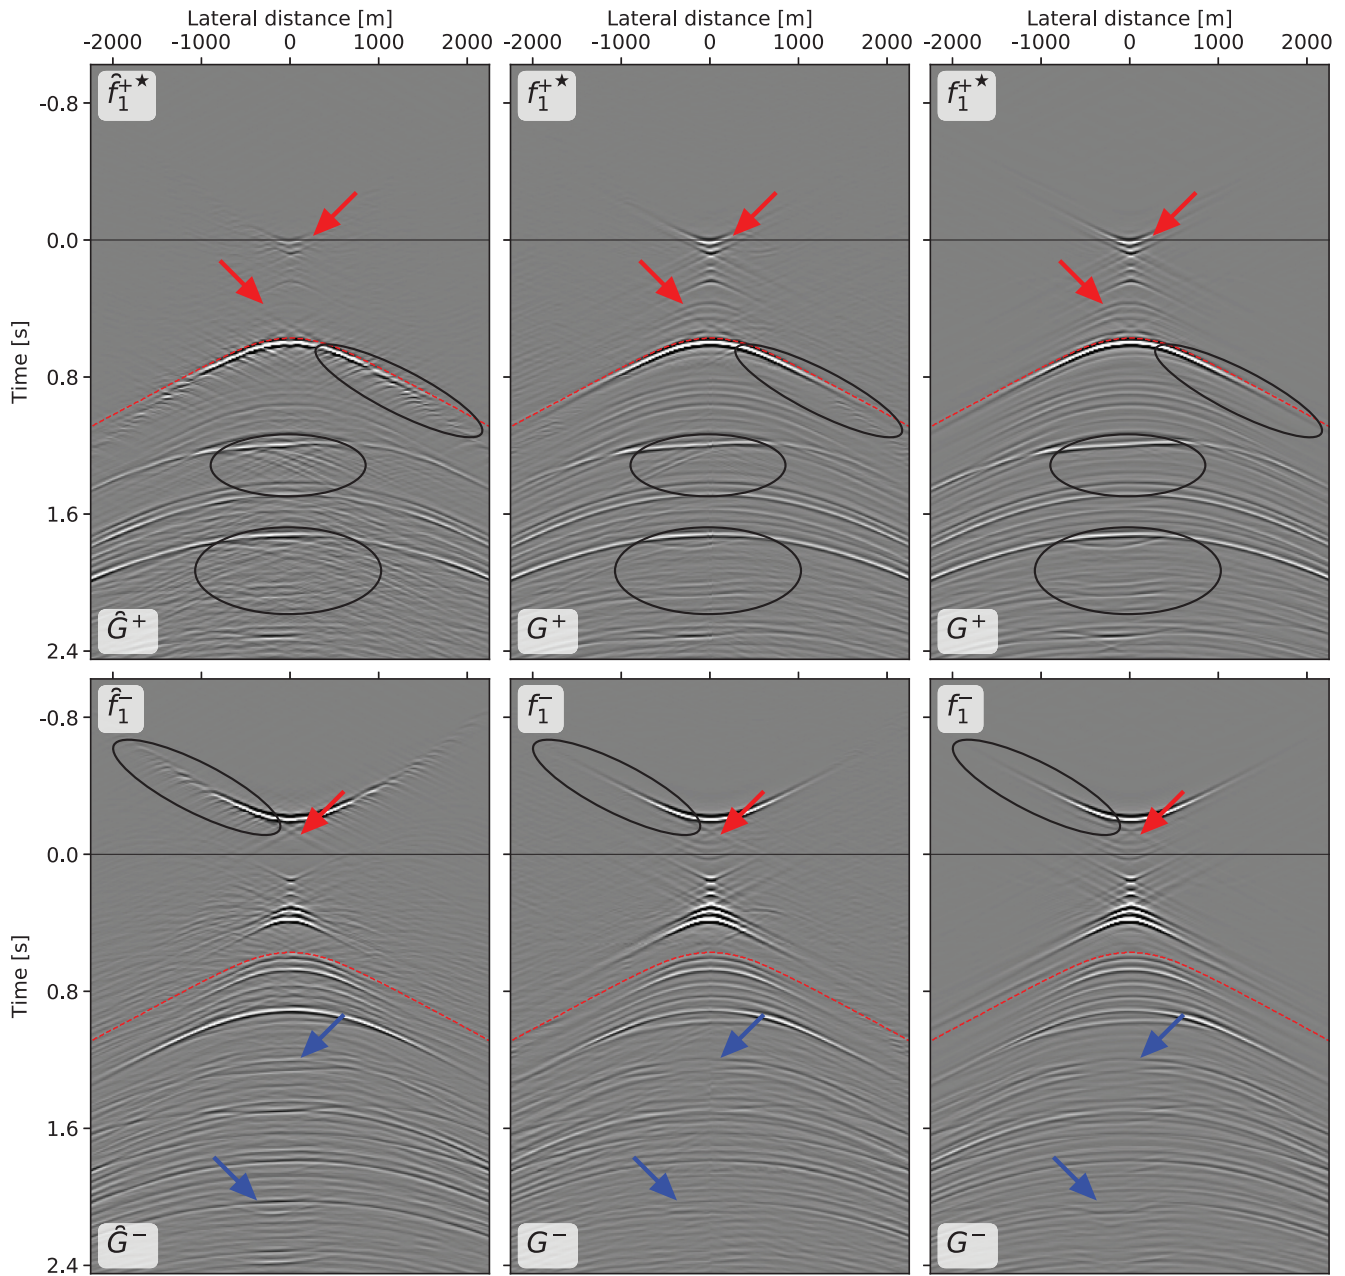 Lateral distance [m] Lateral distance [m] Lateral distance [m]
-2000 -1000 0 1000 2000 -2000 -1000 0 1000 2000 -2000 -1000 0 1000 2000
f̂₁⁺★ f₁⁺★ f₁⁺★
-0.8
0.0
Time [s]
0.8
1.6
Ĝ⁺ G⁺ G⁺
2.4
f̂₁⁻ f₁⁻ f₁⁻
-0.8
0.0
Time [s]
0.8
1.6
Ĝ⁻ G⁻ G⁻
2.4